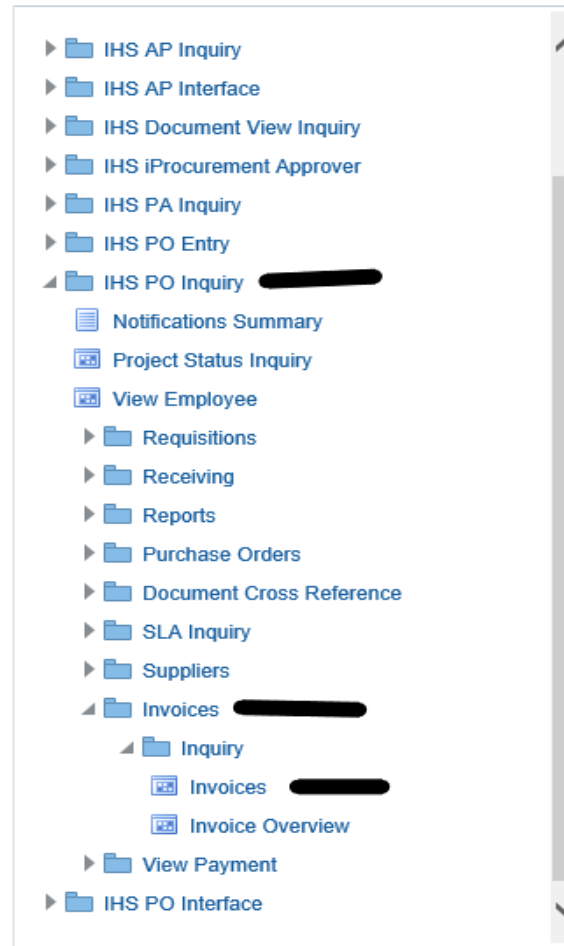 IHS AP Inquiry
IHS AP Interface
IHS Document View Inquiry
IHS iProcurement Approver
IHS PA Inquiry
IHS PO Entry
IHS PO Inquiry
Notifications Summary
Project Status Inquiry
View Employee
Requisitions
Receiving
Reports
Purchase Orders
Document Cross Reference
SLA Inquiry
Suppliers
Invoices
Inquiry
Invoices
Invoice Overview
View Payment
IHS PO Interface